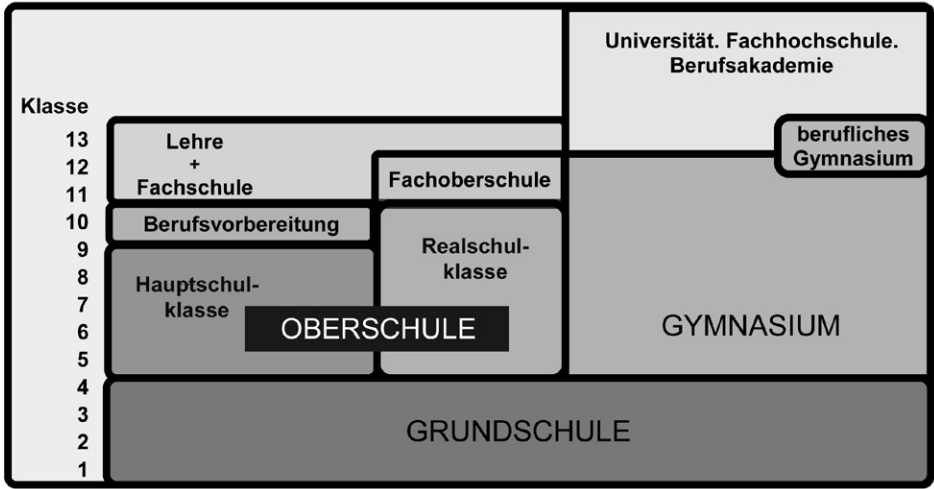 Universität. Fachhochschule.
Berufsakademie
Klasse
13
12
11
10
9
8
7
6
5
4
3
2
1
Lehre
+
Fachschule
berufliches
Gymnasium
Fachoberschule
Berufsvorbereitung
Realschul-
klasse
Hauptschul-
klasse
OBERSCHULE
GYMNASIUM
GRUNDSCHULE